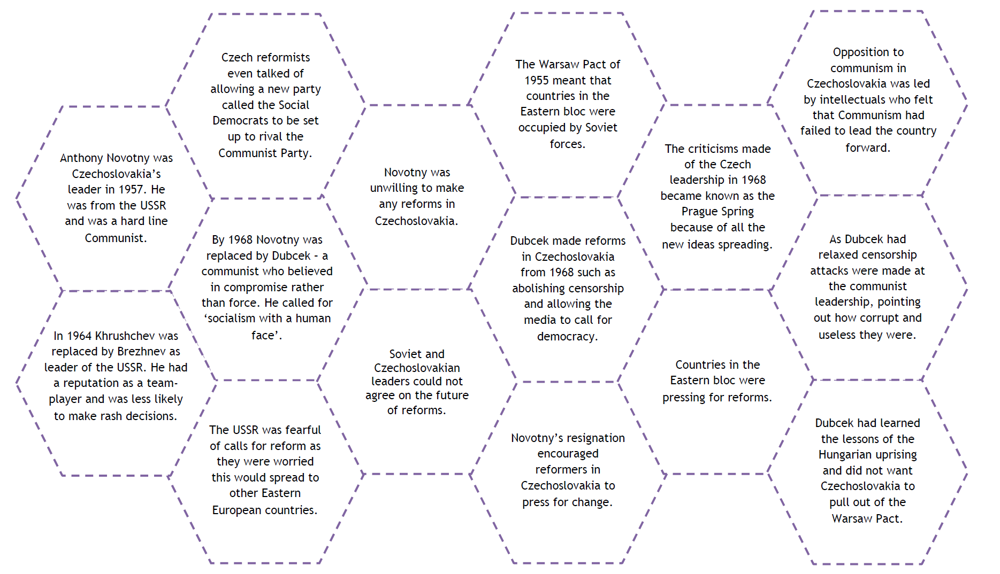 Czech reformists
even talked of
allowing a new party
called the Social
Democrats to be set
up to rival the
Communist Party.
The Warsaw Pact of
1955 meant that
countries in the
Eastern bloc were
occupied by Soviet
forces.
Opposition to
communism in
Czechoslovakia was led
by intellectuals who felt
that Communism had
failed to lead the country
forward.
Anthony Novotny was
Czechoslovakia’s
leader in 1957. He
was from the USSR
and was a hard line
Communist.
Novotny was
unwilling to make
any reforms in
Czechoslovakia.
The criticisms made
of the Czech
leadership in 1968
became known as the
Prague Spring
because of all the
new ideas spreading.
By 1968 Novotny was
replaced by Dubcek – a
communist who believed
in compromise rather
than force. He called for
‘socialism with a human
face’.
Dubcek made reforms
in Czechoslovakia
from 1968 such as
abolishing censorship
and allowing the
media to call for
democracy.
As Dubcek had
relaxed censorship
attacks were made at
the communist
leadership, pointing
out how corrupt and
useless they were.
In 1964 Khrushchev was
replaced by Brezhnev as
leader of the USSR. He had
a reputation as a team-
player and was less likely
to make rash decisions.
Soviet and
Czechoslovakian
leaders could not
agree on the future
of reforms.
Countries in the
Eastern bloc were
pressing for reforms.
The USSR was fearful
of calls for reform as
they were worried
this would spread to
other Eastern
European countries.
Novotny’s resignation
encouraged
reformers in
Czechoslovakia to
press for change.
Dubcek had learned
the lessons of the
Hungarian uprising
and did not want
Czechoslovakia to
pull out of the
Warsaw Pact.